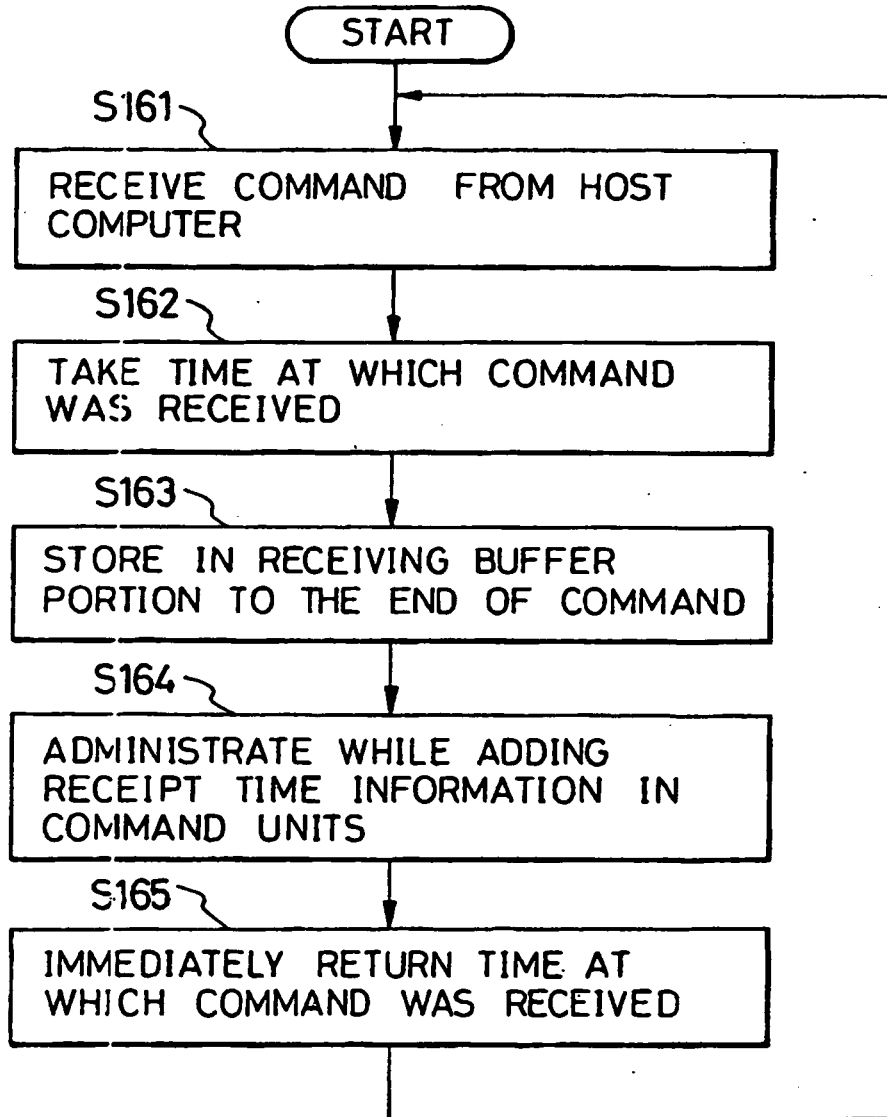 START
S161
RECEIVE COMMAND FROM HOST
COMPUTER
S162
TAKE TIME AT WHICH COMMAND
WAS RECEIVED
S163
STORE IN RECEIVING BUFFER
PORTION TO THE END OF COMMAND
S164
ADMINISTRATE WHILE ADDING
RECEIPT TIME INFORMATION IN
COMMAND UNITS
S165
IMMEDIATELY RETURN TIME AT
WHICH COMMAND WAS RECEIVED